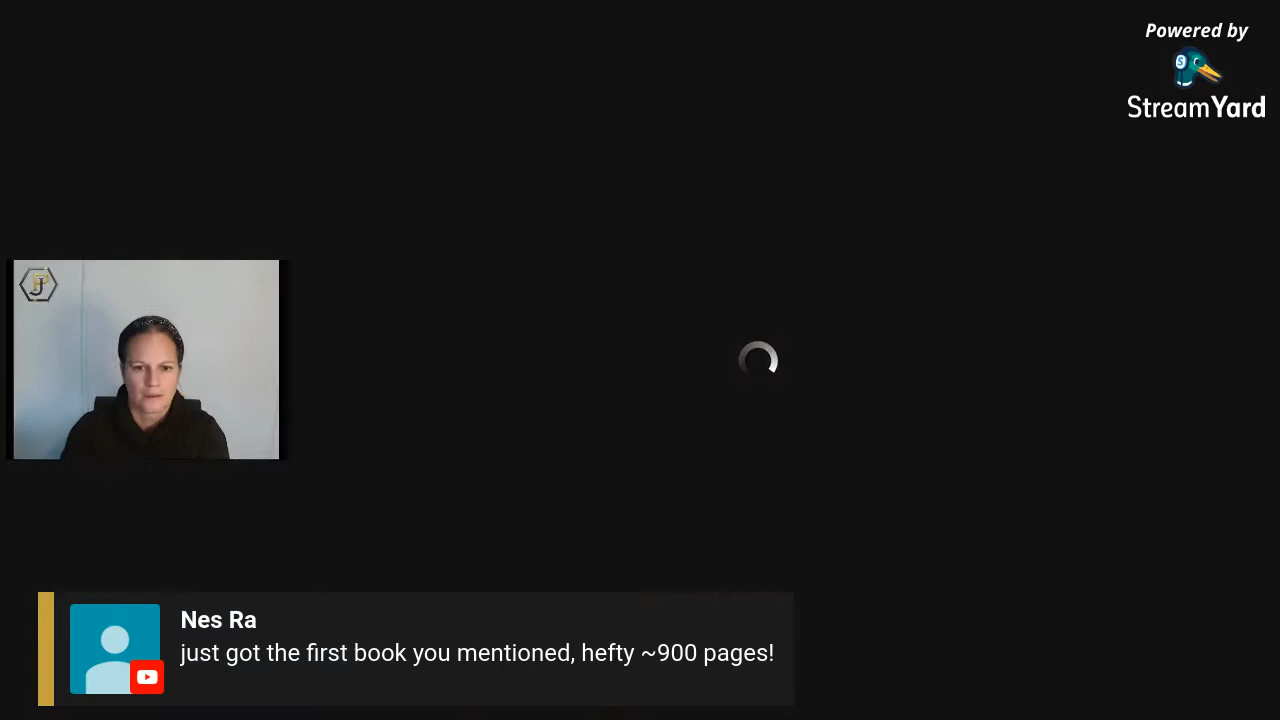 Powered by
StreamYard
Nes Ra
just got the first book you mentioned, hefty ~900 pages!